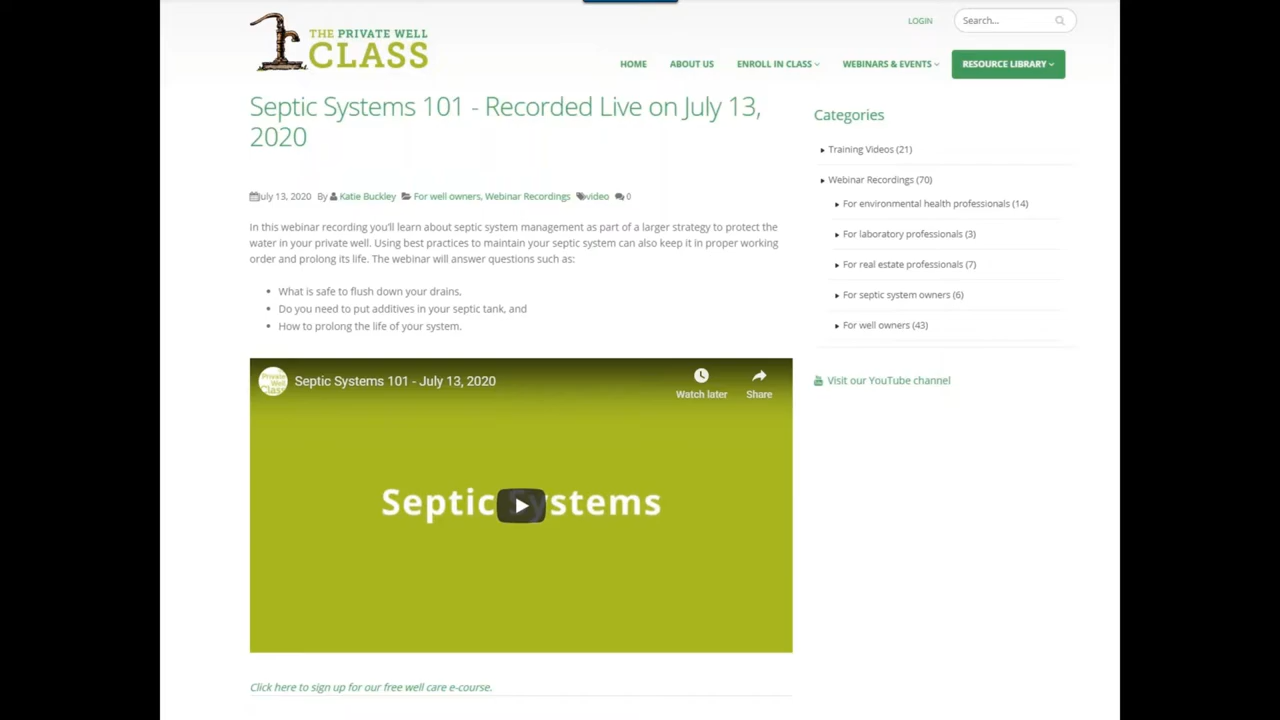 THE PRIVATE WELL
CLASS
LOGIN
Search...
HOME ABOUT US ENROLL IN CLASS WEBINARS & EVENTS RESOURCE LIBRARY
Septic Systems 101 - Recorded Live on July 13,
2020
July 13, 2020 By Katie Buckley For well owners, Webinar Recordings video 0
In this webinar recording you'll learn about septic system management as part of a larger strategy to protect the
water in your private well. Using best practices to maintain your septic system can also keep it in proper working
order and prolong its life. The webinar will answer questions such as:
• What is safe to flush down your drains,
• Do you need to put additives in your septic tank, and
• How to prolong the life of your system.
Private
Well
Class
Septic Systems 101 - July 13, 2020
Watch later
Share
Septic Systems
Click here to sign up for our free well care e-course.
Categories
Training Videos (21)
Webinar Recordings (70)
For environmental health professionals (14)
For laboratory professionals (3)
For real estate professionals (7)
For septic system owners (6)
For well owners (43)
Visit our YouTube channel